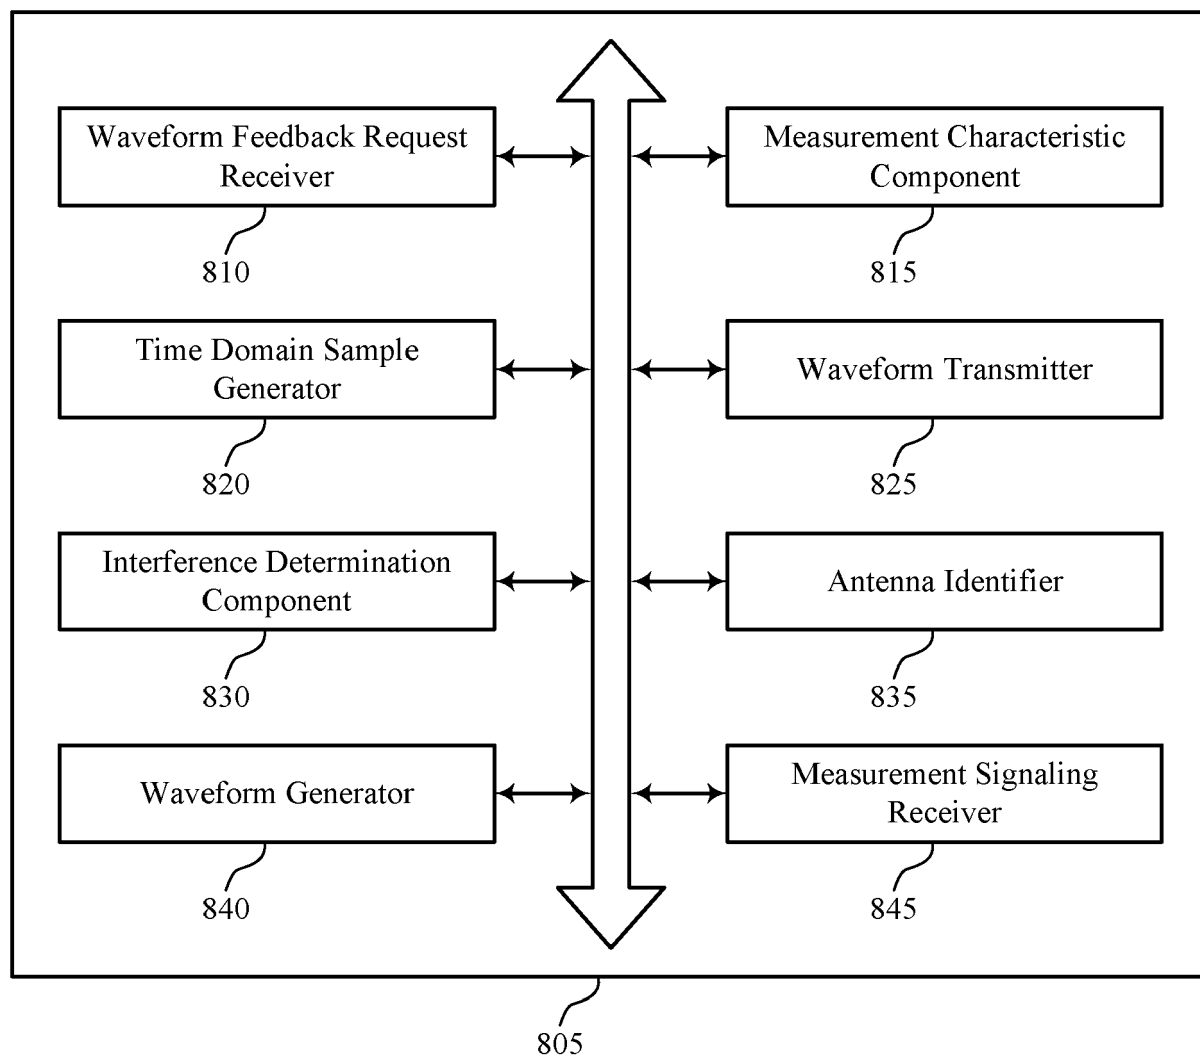 Waveform Feedback Request
Receiver
810
Measurement Characteristic
Component
815
Time Domain Sample
Generator
820
Waveform Transmitter
825
Interference Determination
Component
830
Antenna Identifier
835
Waveform Generator
840
Measurement Signaling
Receiver
845
805